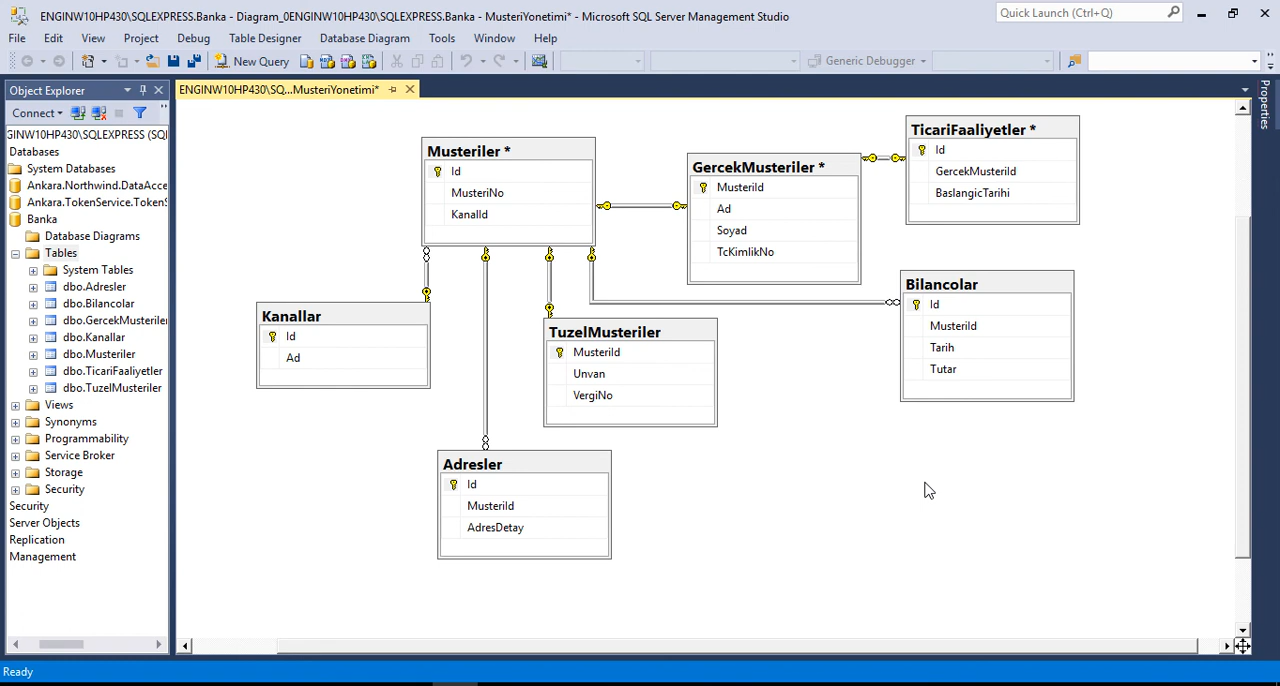 ENGINW10HP430\SQLEXPRESS.Banka - Diagram_0ENGINW10HP430\SQLEXPRESS.Banka - MusteriYonetimi* - Microsoft SQL Server Management Studio
Quick Launch (Ctrl+Q)
File Edit View Project Debug Table Designer Database Diagram Tools Window Help
New Query
Generic Debugger
Object Explorer
ENGINW10HP430\SQ...MusteriYonetimi*
Properties
Connect
GINW10HP430\SQLEXPRESS (SQ
Databases
System Databases
Ankara.Northwind.DataAcce
Ankara.TokenService.Token
Banka
Database Diagrams
Tables
System Tables
dbo.Adresler
dbo.Bilancolar
dbo.GercekMusteriler
dbo.Kanallar
dbo.Musteriler
dbo.TicariFaaliyetler
dbo.TuzelMusteriler
Views
Synonyms
Programmability
Service Broker
Storage
Security
Security
Server Objects
Replication
Management
Musteriler *
Id
MusteriNo
KanalId
GercekMusteriler *
MusteriId
Ad
Soyad
TcKimlikNo
TicariFaaliyetler *
Id
GercekMusteriId
BaslangicTarihi
Kanallar
Id
Ad
TuzelMusteriler
MusteriId
Unvan
VergiNo
Bilancolar
Id
MusteriId
Tarih
Tutar
Adresler
Id
MusteriId
AdresDetay
Ready